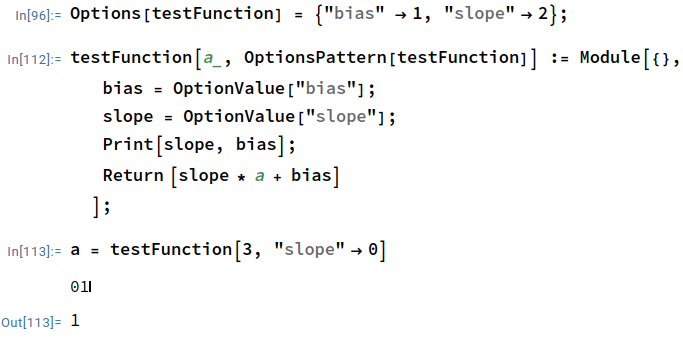 In[96]:= Options[testFunction] = {"bias" → 1, "slope" → 2};
In[112]:= testFunction[a_, OptionsPattern[testFunction]] := Module[{},
bias = OptionValue["bias"];
slope = OptionValue["slope"];
Print[slope, bias];
Return[slope * a + bias]
];
In[113]:= a = testFunction[3, "slope" → 0]
01
Out[113]= 1